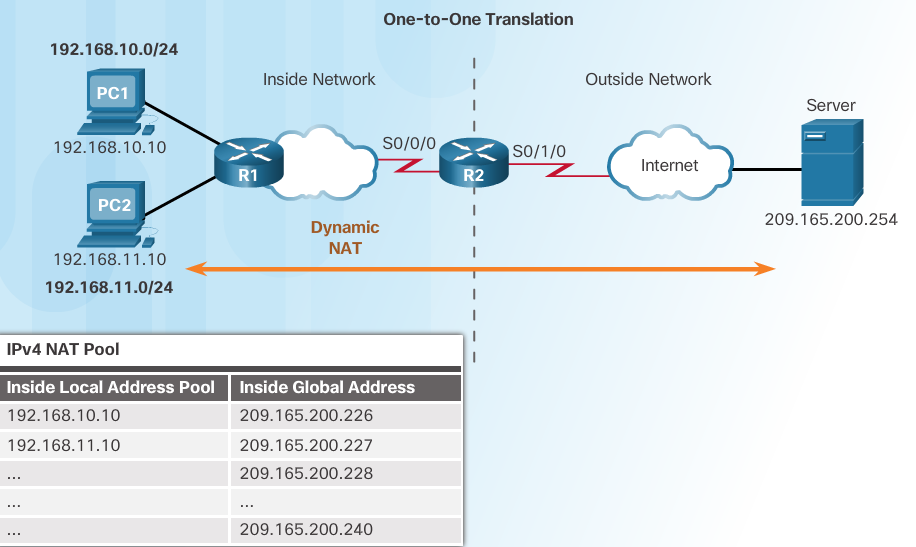 One-to-One Translation
192.168.10.0/24
Inside Network
Outside Network
PC1
Server
192.168.10.10
S0/0/0
S0/1/0
R1
R2
Internet
PC2
209.165.200.254
Dynamic
NAT
192.168.11.10
192.168.11.0/24
IPv4 NAT Pool
Inside Local Address Pool Inside Global Address
192.168.10.10 209.165.200.226
192.168.11.10 209.165.200.227
... 209.165.200.228
... ...
... 209.165.200.240